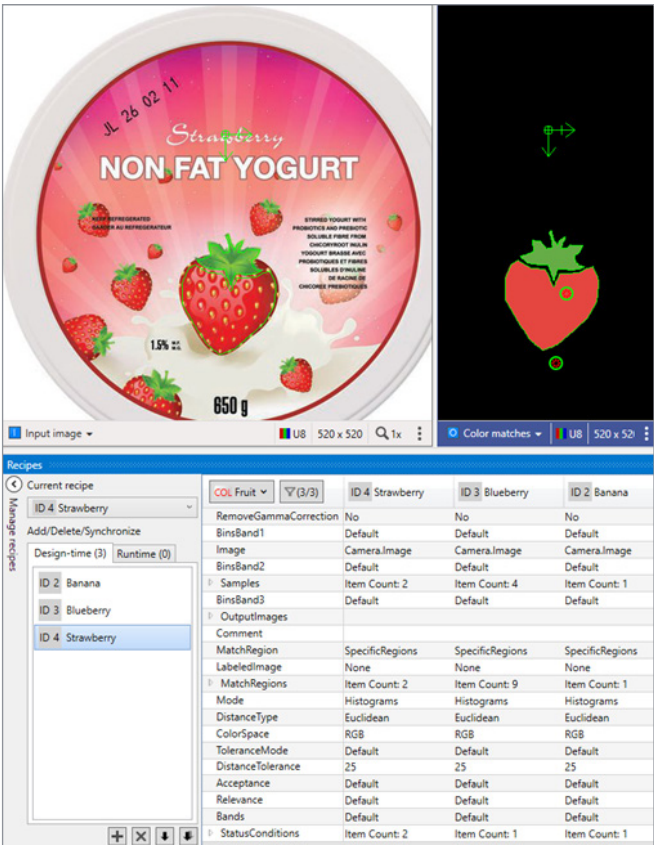 JL 26 02 11
Strawberry
NON FAT YOGURT
KEEP REFREGERATED
GARDER AU REFREGERATEUR
STIRRED YOGURT WITH
PROBIOTICS AND PREBIOTIC
SOLUBLE FIBRE FROM
CHICORYROOT INULIN
YOGOURT BRASSE AVEC
PROBIOTIQUES ET FIBRES
SOLUBLES D'INULINE
DE RACINE DE
CHICOREE PREBIOTIQUES
1.5% M.F. M.G.
650 g
1 Input image U8 520 x 520 1x
Color matches U8 520 x 52
Recipes
Manage recipes
Current recipe
ID 4 Strawberry
Add/Delete/Synchronize
Design-time (3) Runtime (0)
ID 2 Banana
ID 3 Blueberry
ID 4 Strawberry
COL Fruit (3/3) ID 4 Strawberry ID 3 Blueberry ID 2 Banana
RemoveGammaCorrection No No No
BinsBand1 Default Default Default
Image Camera.Image Camera.Image Camera.Image
BinsBand2 Default Default Default
Samples Item Count: 2 Item Count: 4 Item Count: 1
BinsBand3 Default Default Default
OutputImages
Comment
MatchRegion SpecificRegions SpecificRegions SpecificRegions
LabeledImage None None None
MatchRegions Item Count: 2 Item Count: 9 Item Count: 1
Mode Histograms Histograms Histograms
DistanceType Euclidean Euclidean Euclidean
ColorSpace RGB RGB RGB
ToleranceMode Default Default Default
DistanceTolerance 25 25 25
Acceptance Default Default Default
Relevance Default Default Default
Bands Default Default Default
StatusConditions Item Count: 2 Item Count: 1 Item Count: 1